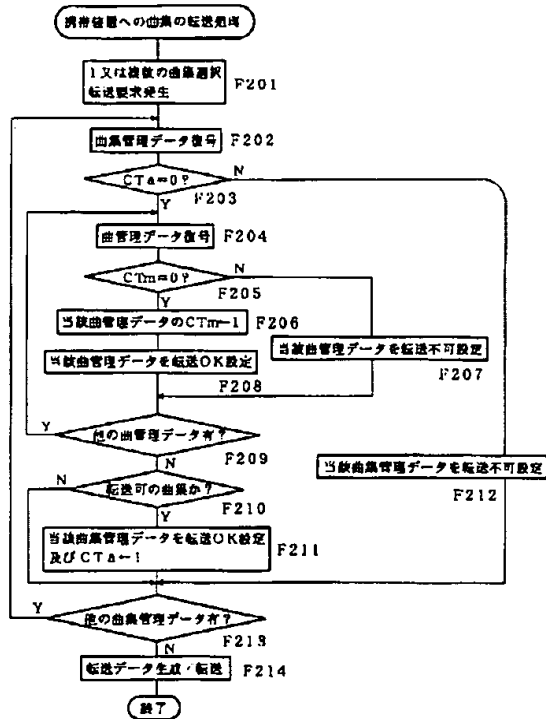 携帯装置への曲集の転送処理
1又は複数の曲集選択
転送要求発生
F201
曲集管理データ復号
F202
CTa=0?
N
F203
Y
曲管理データ復号
F204
CTm=0?
N
F205
Y
当該曲管理データのCTm←1
F206
当該曲管理データを転送不可設定
F207
当該曲管理データを転送OK設定
F208
Y
他の曲管理データ有?
F209
N
当該曲集管理データを転送不可設定
F212
N
転送可の曲集か?
F210
Y
当該曲集管理データを転送OK設定
及びCTa←1
F211
Y
他の曲集管理データ有?
F213
N
転送データ生成/転送
F214
終了